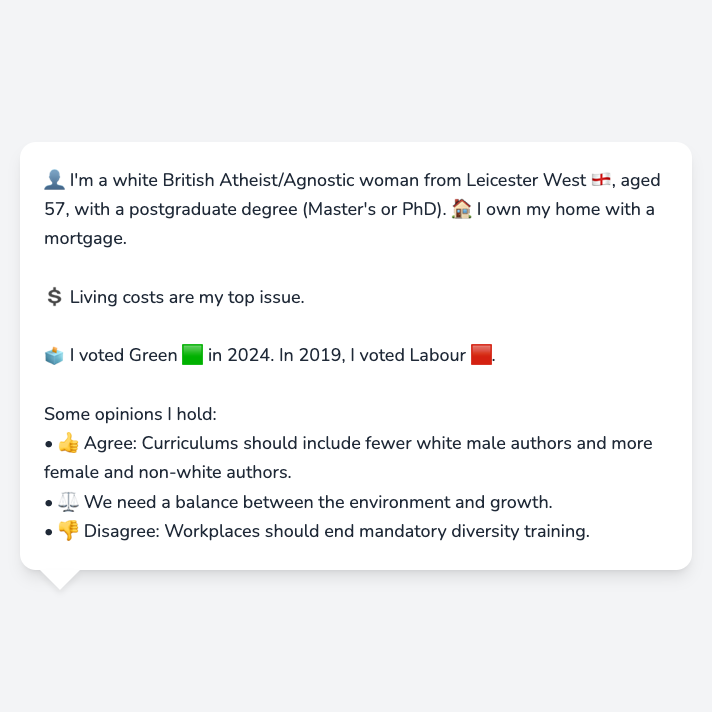 👤 I'm a white British Atheist/Agnostic woman from Leicester West 🏴󠁧󠁢󠁥󠁮󠁧󠁿, aged
57, with a postgraduate degree (Master's or PhD). 🏠 I own my home with a
mortgage.
💲 Living costs are my top issue.
🗳️ I voted Green 🟩 in 2024. In 2019, I voted Labour 🟥.
Some opinions I hold:
• 👍 Agree: Curriculums should include fewer white male authors and more
female and non-white authors.
• ⚖️ We need a balance between the environment and growth.
• 👎 Disagree: Workplaces should end mandatory diversity training.